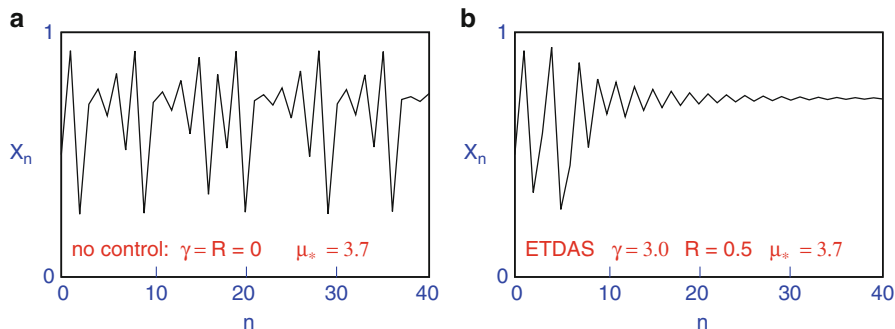 a
1
X_n
no control: γ = R = 0 μ_* = 3.7
0
0 10 20 30 40
n
b
1
X_n
ETDAS γ = 3.0 R = 0.5 μ_* = 3.7
0
0 10 20 30 40
n